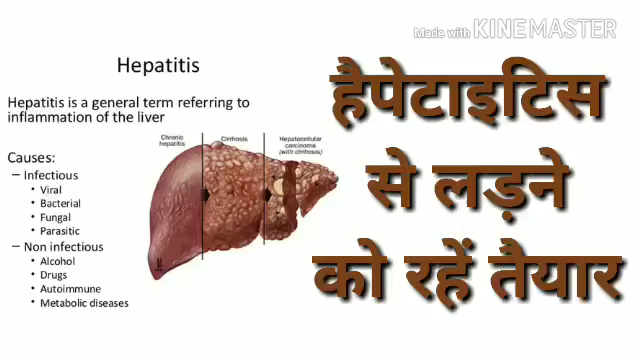 Made with KINEMASTER
Hepatitis
Hepatitis is a general term referring to
inflammation of the liver
Chronic
hepatitis
Cirrhosis
Hepatocellular
carcinoma
(with cirrhosis)
Causes:
– Infectious
• Viral
• Bacterial
• Fungal
• Parasitic
– Non infectious
• Alcohol
• Drugs
• Autoimmune
• Metabolic diseases
हैपेटाइटिस
से लड़ने
को रहें तैयार